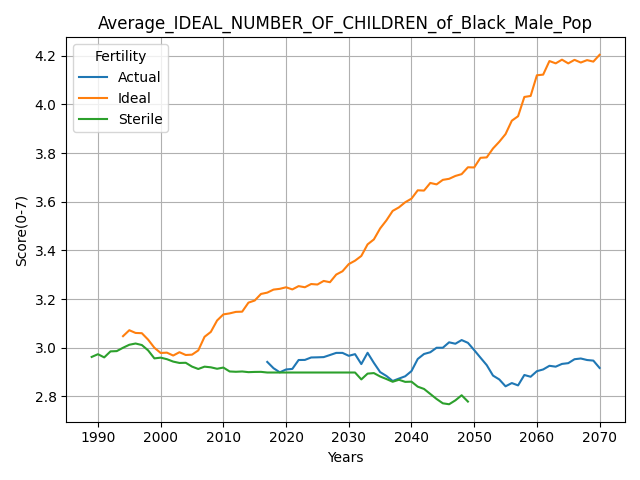 Average_IDEAL_NUMBER_OF_CHILDREN_of_Black_Male_Pop
Fertility
Actual
Ideal
Sterile
Score(0-7)
4.2
4.0
3.8
3.6
3.4
3.2
3.0
2.8
1990 2000 2010 2020 2030 2040 2050 2060 2070
Years